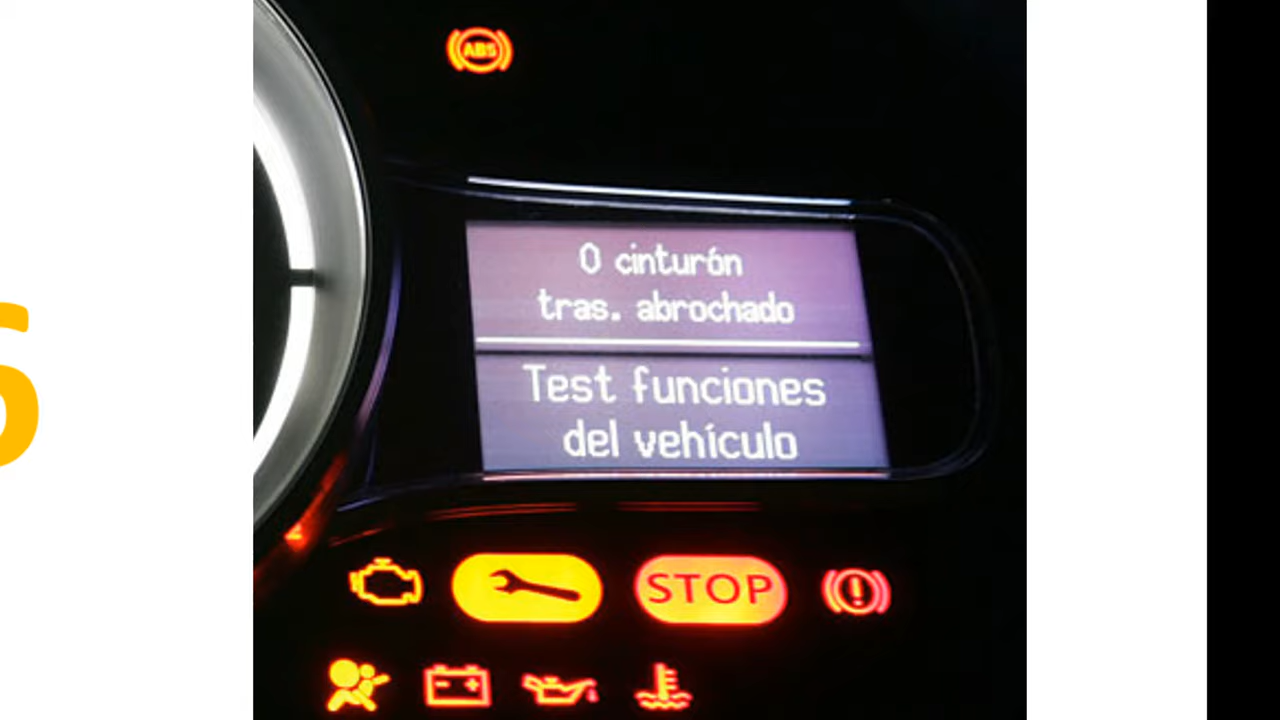 ABS
0 cinturón
tras. abrochado
Test funciones
del vehículo
STOP